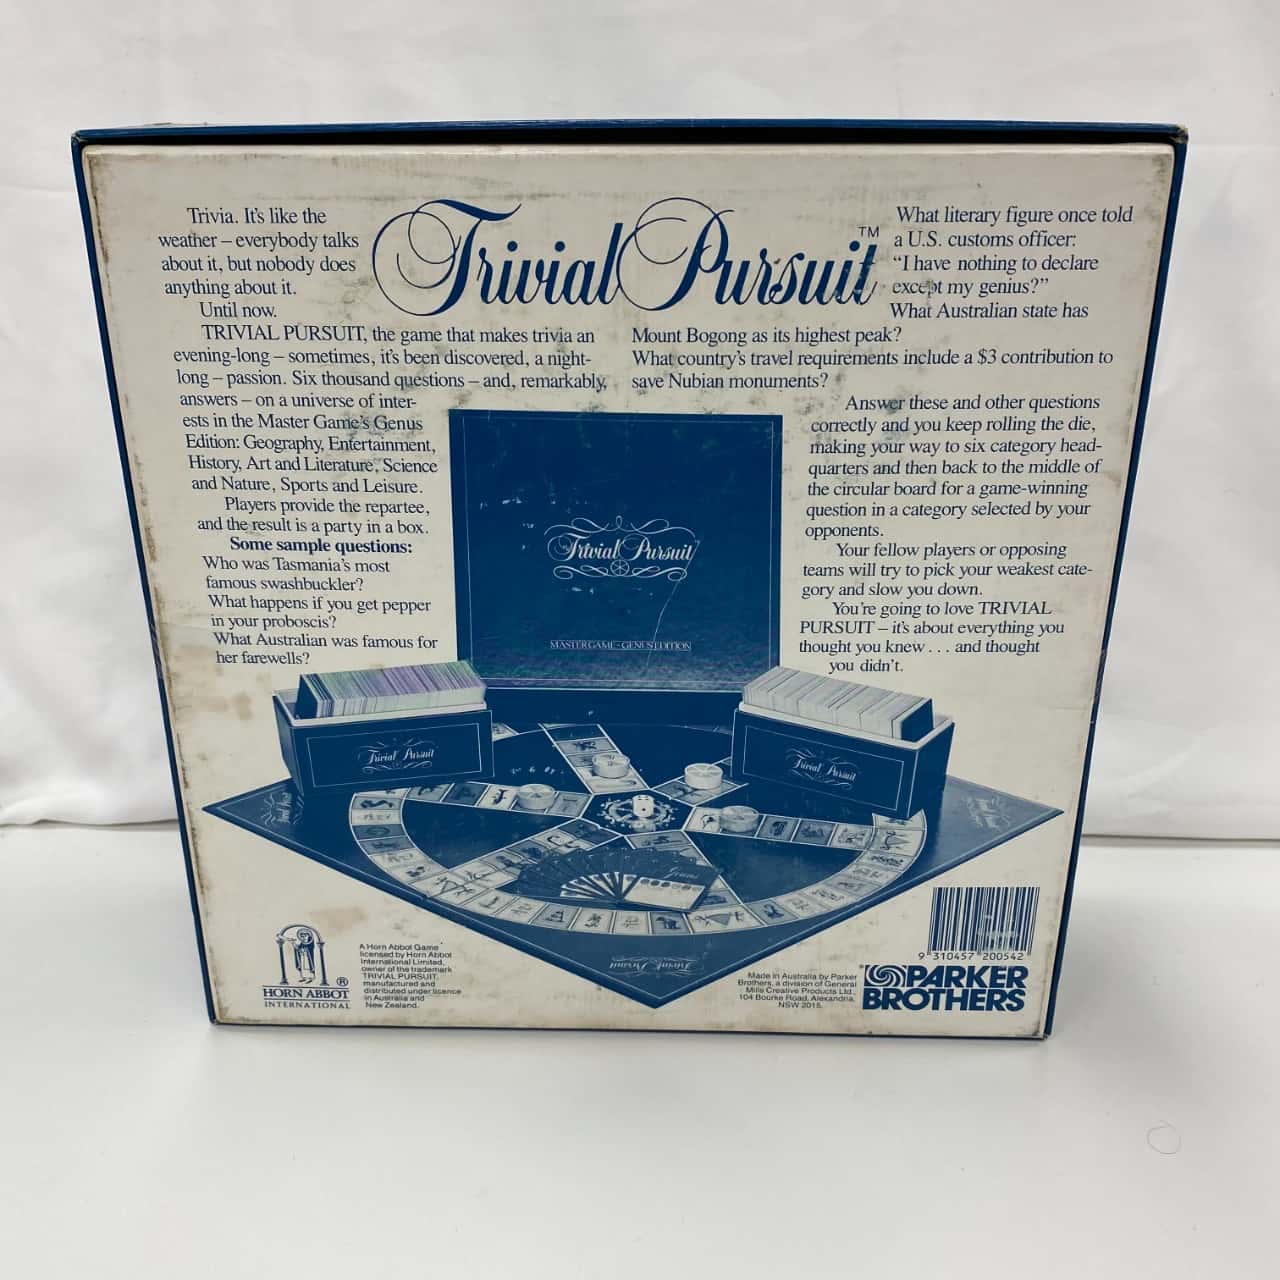 Trivia. It's like the
weather – everybody talks
about it, but nobody does
anything about it.
Until now.
TRIVIAL PURSUIT, the game that makes trivia an
evening-long – sometimes, it's been discovered, a night-
long – passion. Six thousand questions – and, remarkably,
answers – on a universe of inter-
ests in the Master Game's Genus
Edition: Geography, Entertainment,
History, Art and Literature, Science
and Nature, Sports and Leisure.
Players provide the repartee,
and the result is a party in a box.
Some sample questions:
Who was Tasmania's most
famous swashbuckler?
What happens if you get pepper
in your proboscis?
What Australian was famous for
her farewells?
Trivial Pursuit™
What literary figure once told
a U.S. customs officer:
“I have nothing to declare
except my genius?”
What Australian state has
Mount Bogong as its highest peak?
What country's travel requirements include a $3 contribution to
save Nubian monuments?
Answer these and other questions
correctly and you keep rolling the die,
making your way to six category head-
quarters and then back to the middle of
the circular board for a game-winning
question in a category selected by your
opponents.
Your fellow players or opposing
teams will try to pick your weakest cate-
gory and slow you down.
You're going to love TRIVIAL
PURSUIT – it's about everything you
thought you knew . . . and thought
you didn't.
Trivial Pursuit
MASTER GAME – GENUS EDITION
Trivial Pursuit
Trivial Pursuit
Trivial Pursuit
HORN ABBOT ®
INTERNATIONAL
A Horn Abbot Game
licensed by Horn Abbot
International Limited,
owner of the trademark
TRIVIAL PURSUIT,
manufactured and
distributed under licence
in Australia and
New Zealand.
Made in Australia by Parker
Brothers, a division of General
Mills Creative Products Ltd.,
104 Bourke Road, Alexandria,
NSW 2015.
9 310457 200542
PARKER
BROTHERS